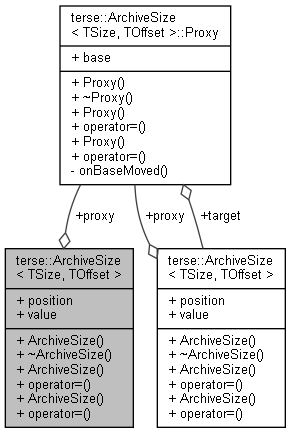 terse::ArchiveSize
< TSize, TOffset >::Proxy
+ base
+ Proxy()
+ ~Proxy()
+ Proxy()
+ operator=()
+ Proxy()
+ operator=()
- onBaseMoved()
+proxy
+proxy
+target
terse::ArchiveSize
< TSize, TOffset >
+ position
+ value
+ ArchiveSize()
+ ~ArchiveSize()
+ ArchiveSize()
+ operator=()
+ ArchiveSize()
+ operator=()
terse::ArchiveSize
< TSize, TOffset >
+ position
+ value
+ ArchiveSize()
+ ~ArchiveSize()
+ ArchiveSize()
+ operator=()
+ ArchiveSize()
+ operator=()